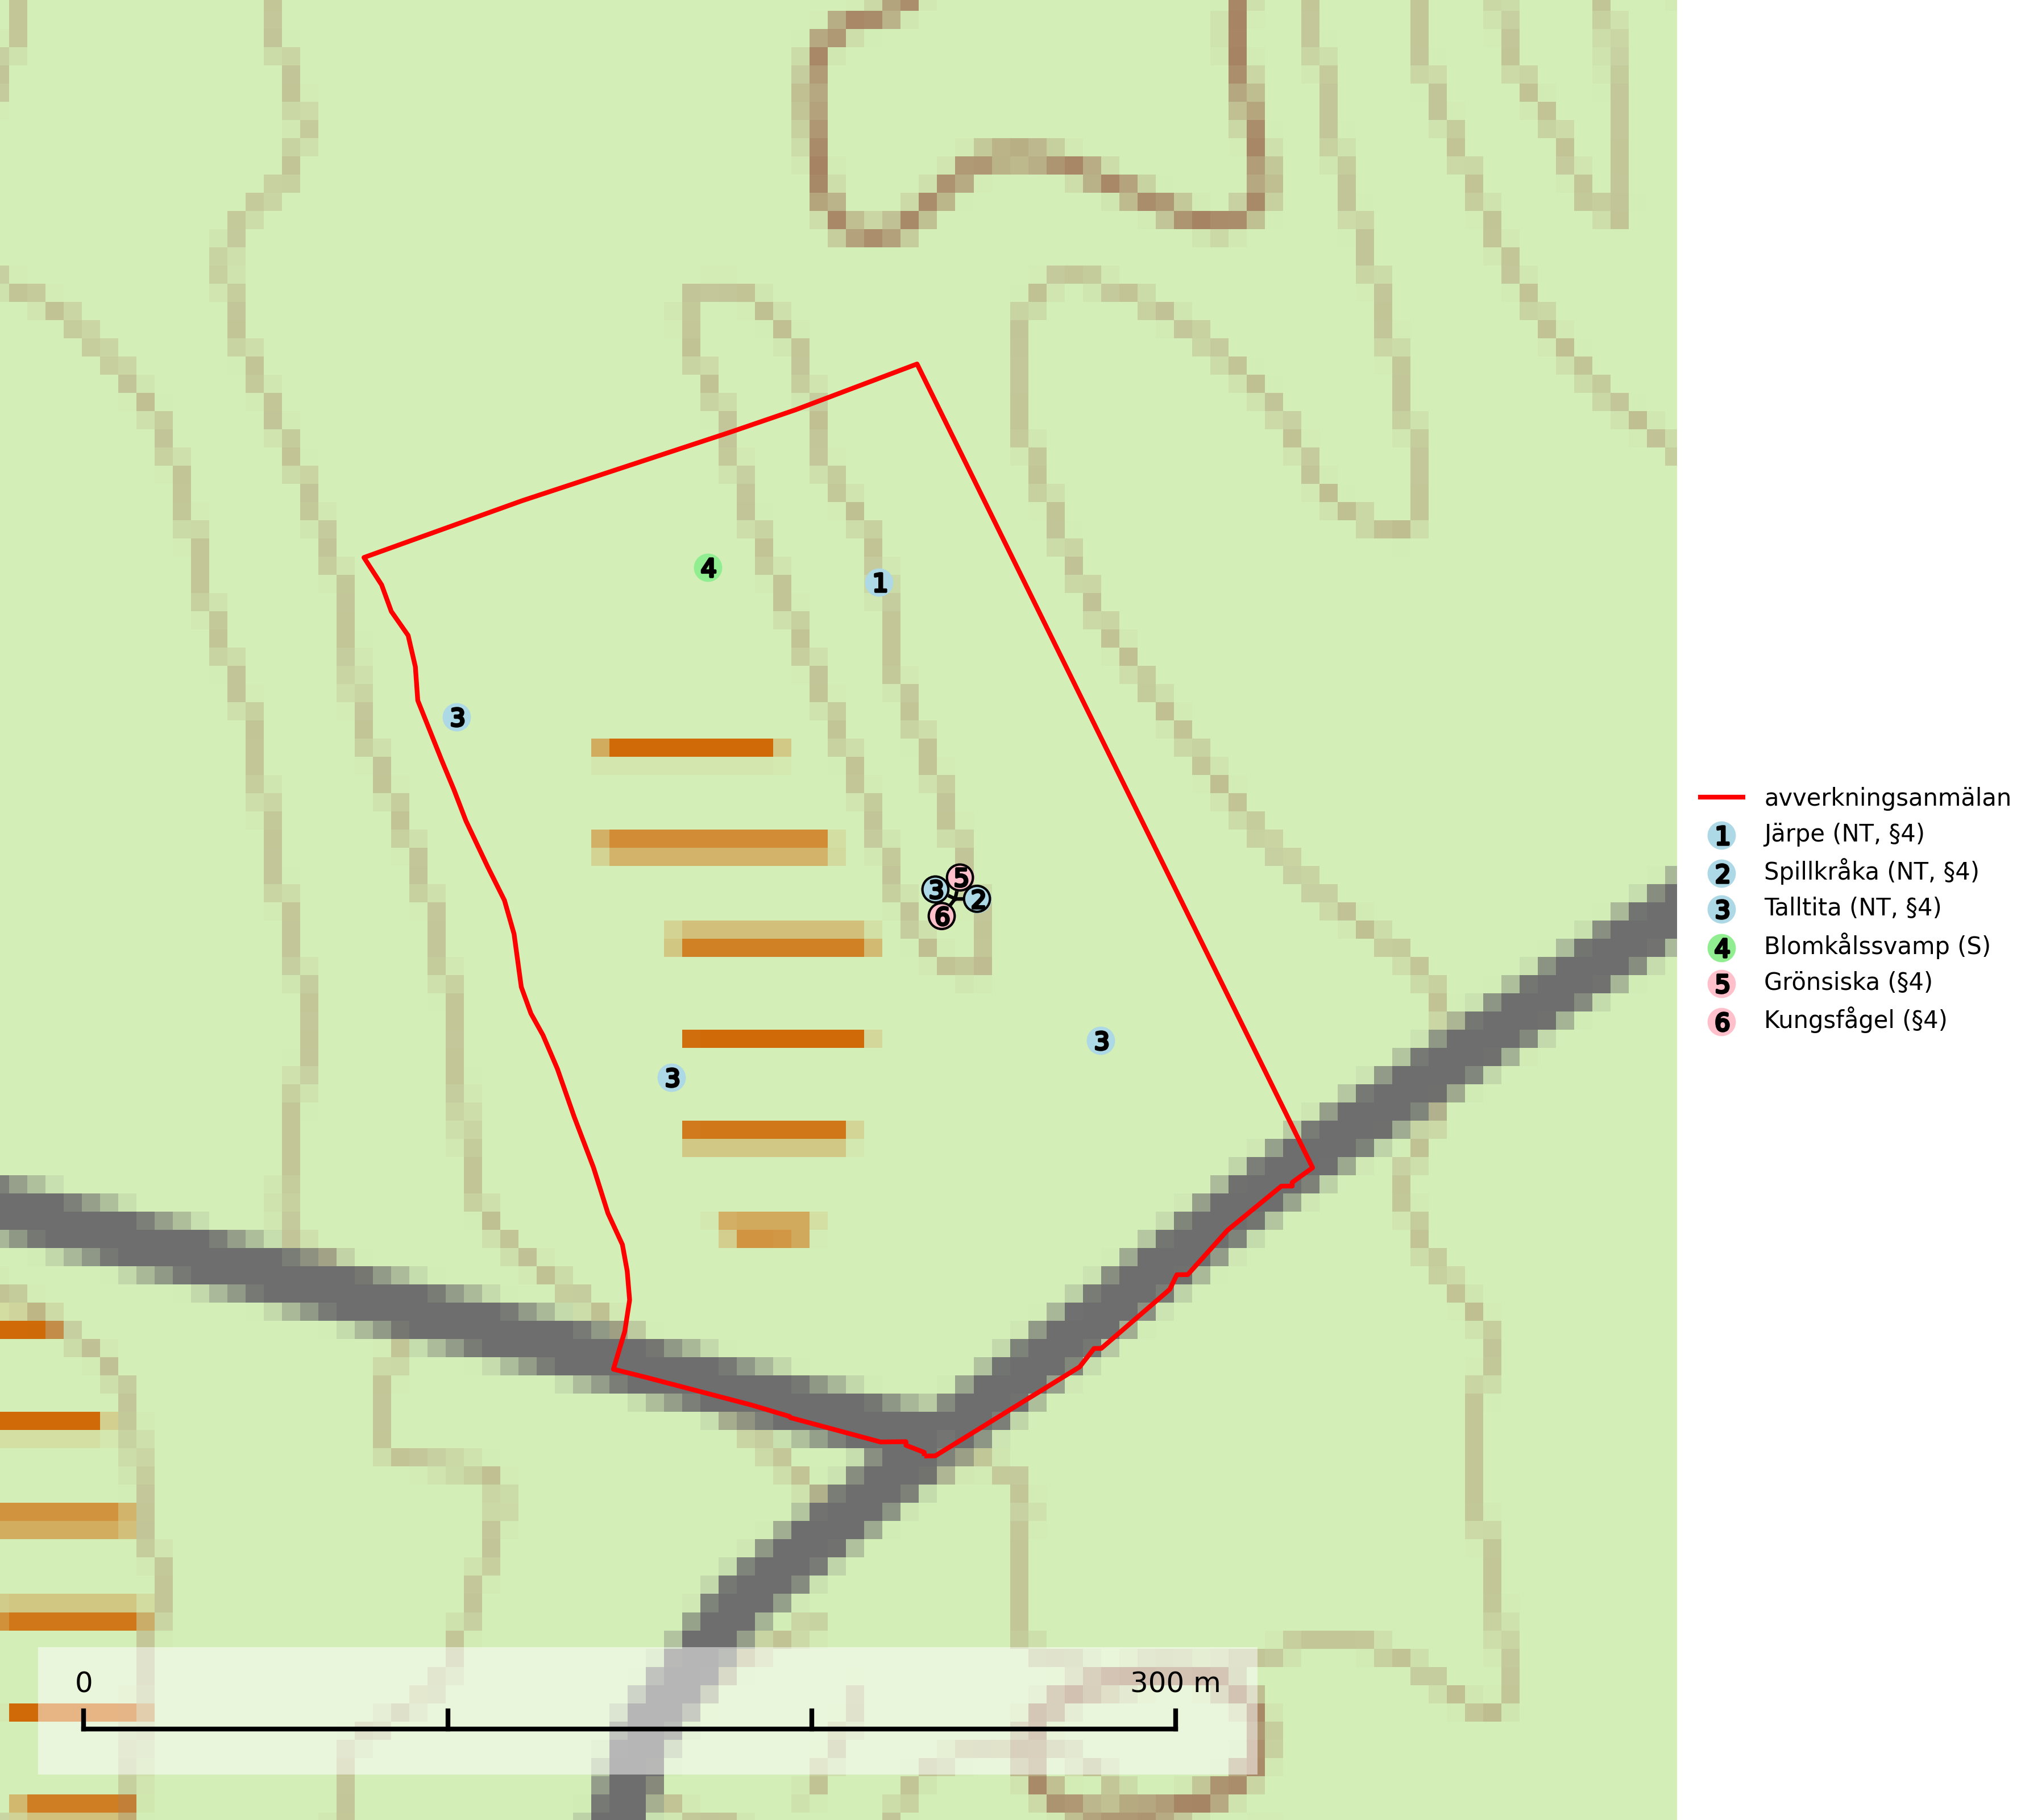 4
1
3
5
3
2
6
3
3
avverkningsanmälan
1 Järpe (NT, §4)
2 Spillkråka (NT, §4)
3 Talltita (NT, §4)
4 Blomkålssvamp (S)
5 Grönsiska (§4)
6 Kungsfågel (§4)
0 300 m